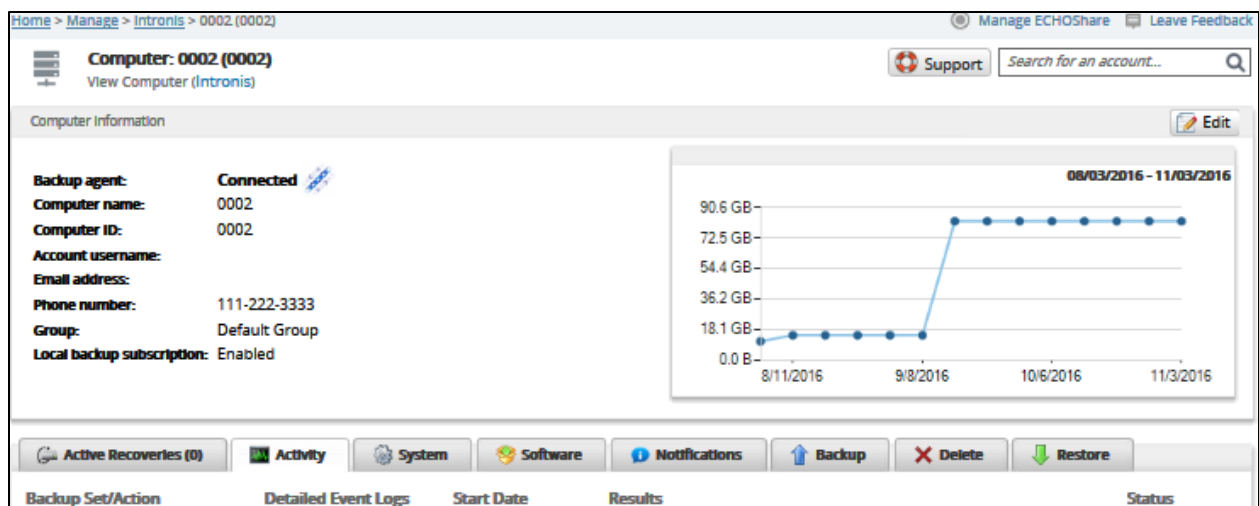 Home > Manage > Intronis > 0002 (0002)
Manage ECHOShare Leave Feedback
Computer: 0002 (0002)
View Computer (Intronis)
Support
Search for an account...
Computer Information
Edit
Backup agent: Connected
Computer name: 0002
Computer ID: 0002
Account username:
Email address:
Phone number: 111-222-3333
Group: Default Group
Local backup subscription: Enabled
08/03/2016 - 11/03/2016
90.6 GB
72.5 GB
54.4 GB
36.2 GB
18.1 GB
0.0 B
8/11/2016 9/8/2016 10/6/2016 11/3/2016
Active Recoveries (0) Activity System Software Notifications Backup Delete Restore
Backup Set/Action Detailed Event Logs Start Date Results Status